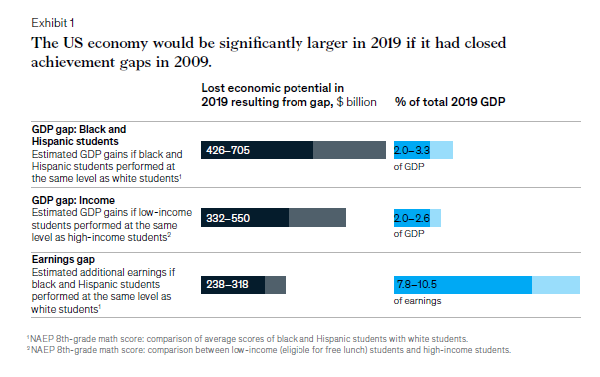 Exhibit 1
The US economy would be significantly larger in 2019 if it had closed
achievement gaps in 2009.
Lost economic potential in
2019 resulting from gap, $ billion
% of total 2019 GDP
GDP gap: Black and
Hispanic students
Estimated GDP gains if black and
Hispanic students performed at
the same level as white students¹
426–705
2.0–3.3
of GDP
GDP gap: Income
Estimated GDP gains if low-income
students performed at the same
level as high-income students²
332–550
2.0–2.6
of GDP
Earnings gap
Estimated additional earnings if
black and Hispanic students
performed at the same level as
white students¹
238–318
7.8–10.5
of earnings
¹NAEP 8th-grade math score: comparison of average scores of black and Hispanic students with white students.
²NAEP 8th-grade math score: comparison between low-income (eligible for free lunch) students and high-income students.